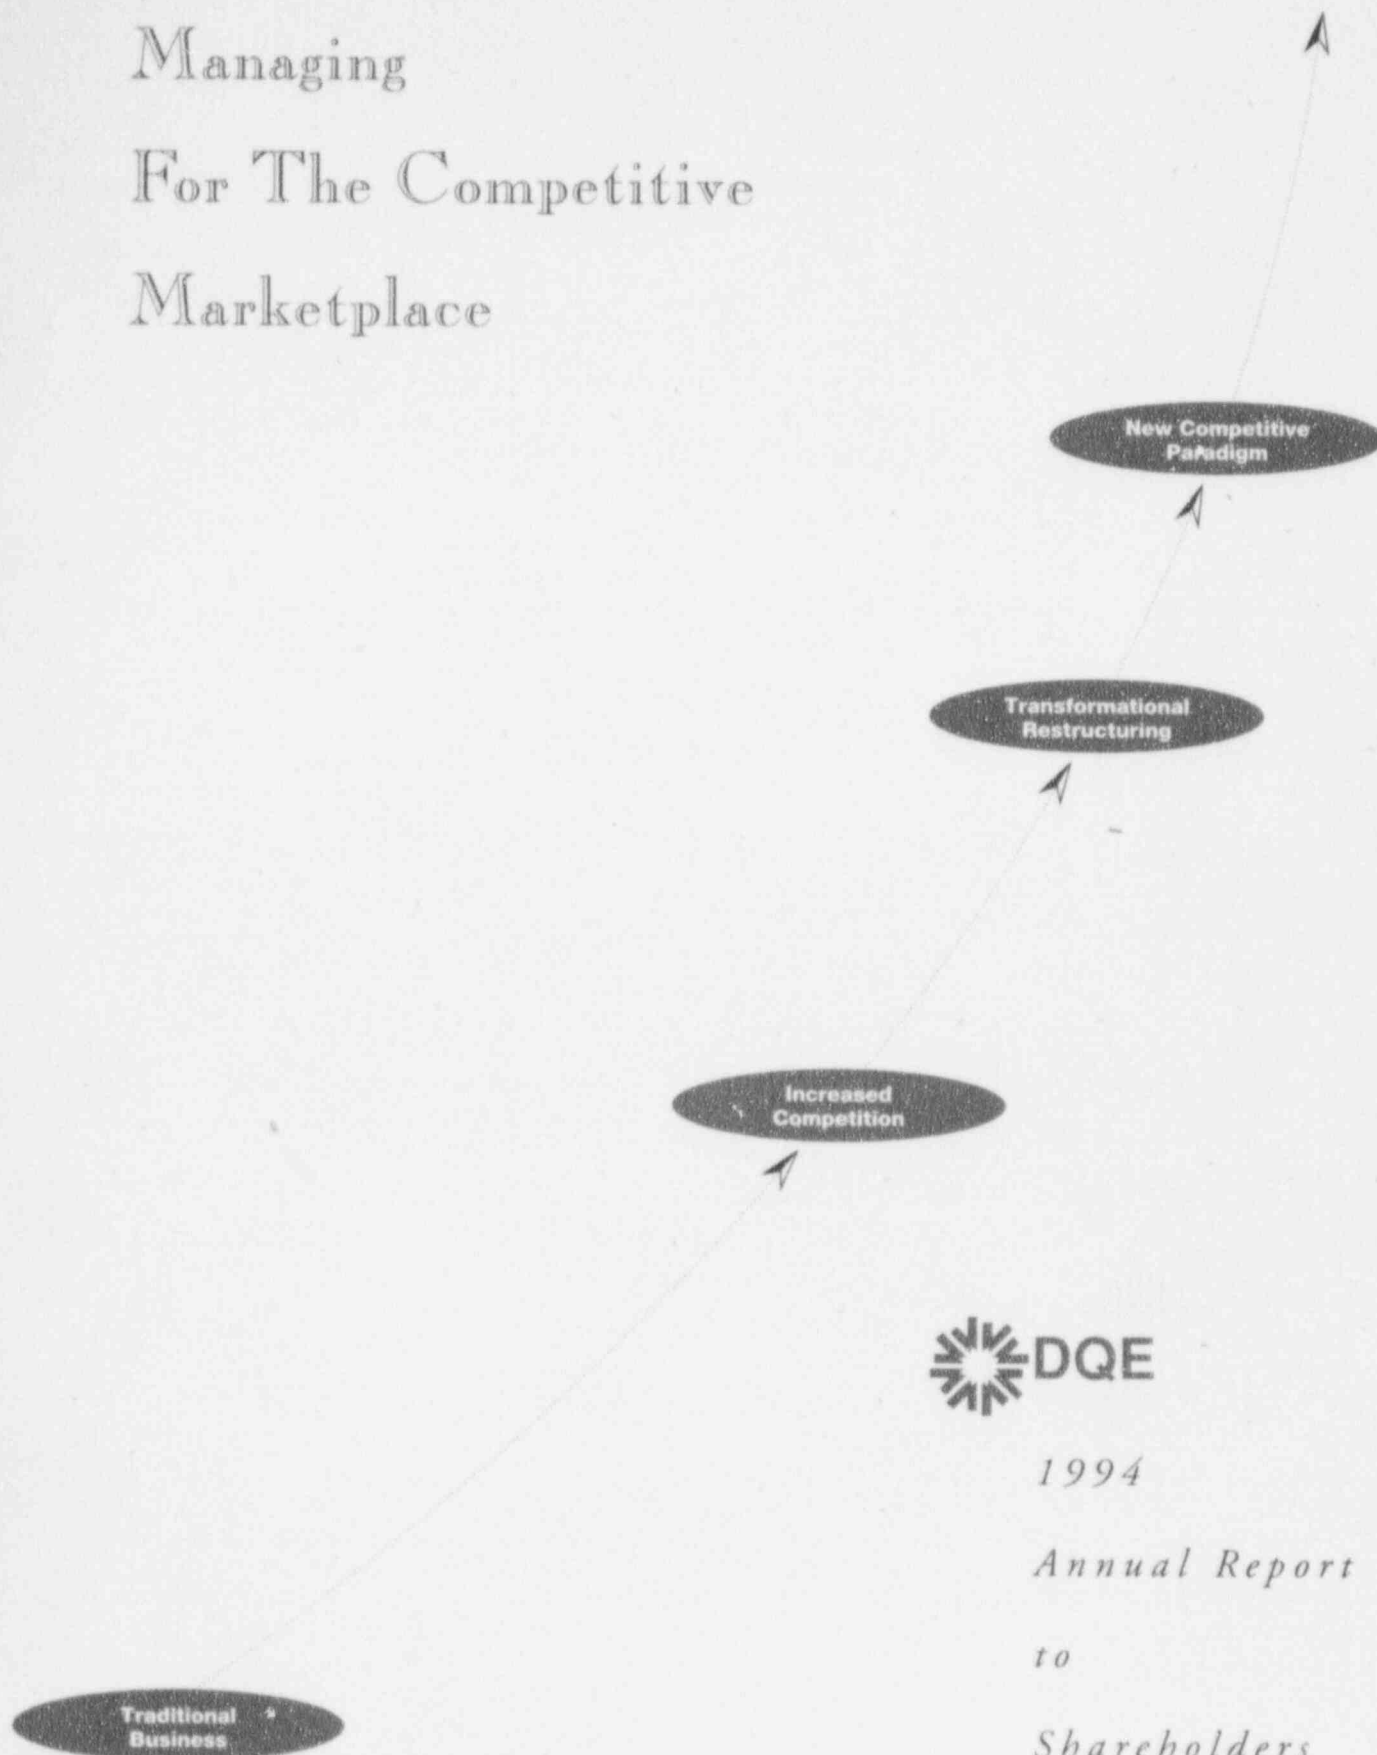 Managing
For The Competitive
Marketplace
New Competitive
Paradigm
Transformational
Restructuring
Increased
Competition
DQE
1994
Annual Report
to
Shareholders
Traditional
Business